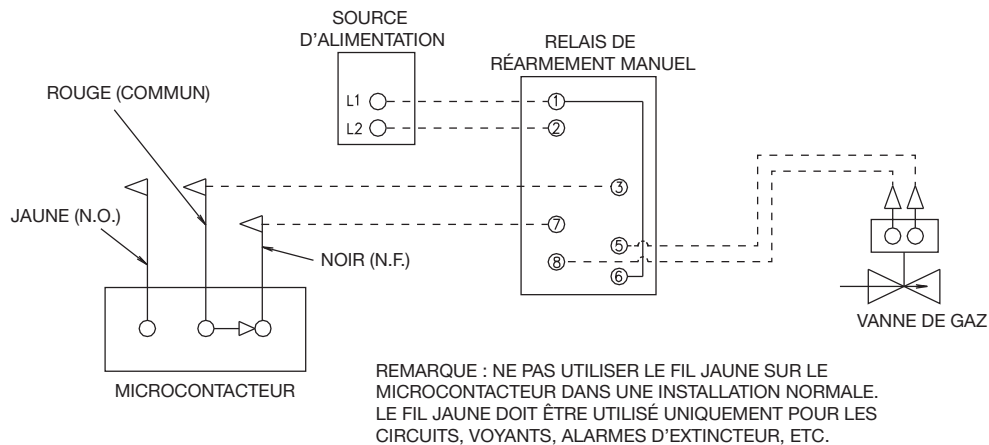 SOURCE
D'ALIMENTATION
RELAIS DE
RÉARMEMENT MANUEL
ROUGE (COMMUN)
L1
L2
1
2
3
7
5
8
6
JAUNE (N.O.)
NOIR (N.F.)
MICROCONTACTEUR
VANNE DE GAZ
REMARQUE : NE PAS UTILISER LE FIL JAUNE SUR LE
MICROCONTACTEUR DANS UNE INSTALLATION NORMALE.
LE FIL JAUNE DOIT ÊTRE UTILISÉ UNIQUEMENT POUR LES
CIRCUITS, VOYANTS, ALARMES D'EXTINCTEUR, ETC.